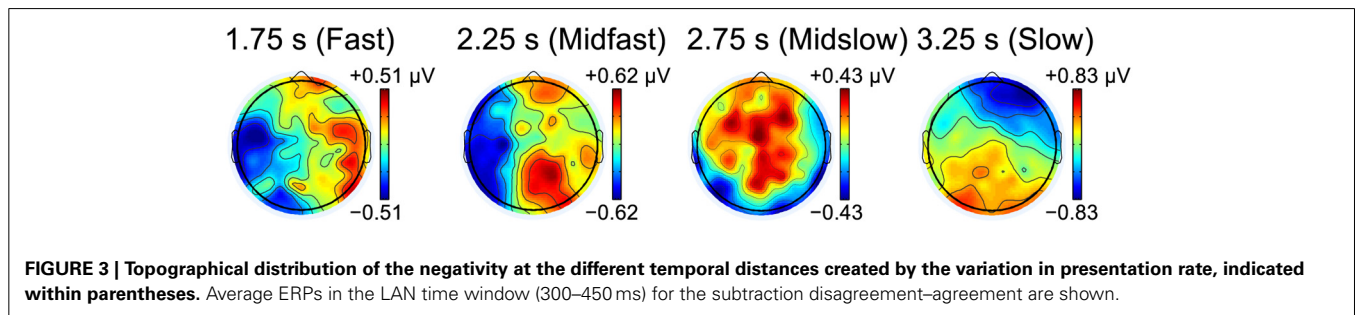 1.75 s (Fast) 2.25 s (Midfast) 2.75 s (Midslow) 3.25 s (Slow)
+0.51 µV +0.62 µV +0.43 µV +0.83 µV
−0.51 −0.62 −0.43 −0.83
FIGURE 3 | Topographical distribution of the negativity at the different temporal distances created by the variation in presentation rate, indicated
within parentheses. Average ERPs in the LAN time window (300–450 ms) for the subtraction disagreement–agreement are shown.